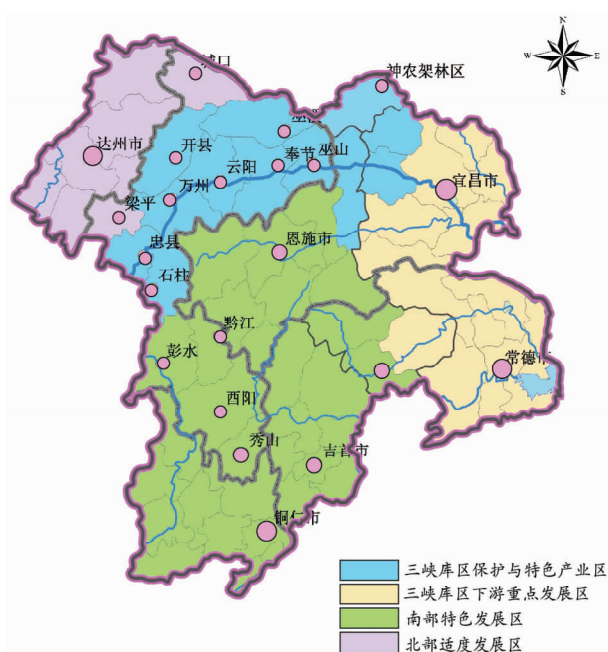 N
W
E
S
城口
神农架林区
达州市
开县
巫溪
云阳
奉节
巫山
万州
宜昌市
梁平
忠县
恩施市
石柱
黔江
彭水
常德市
酉阳
秀山
吉首市
铜仁市
三峡库区保护与特色产业区
三峡库区下游重点发展区
南部特色发展区
北部适度发展区